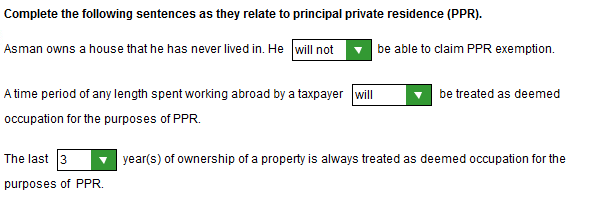 Complete the following sentences as they relate to principal private residence (PPR).
Asman owns a house that he has never lived in. He will not be able to claim PPR exemption.
A time period of any length spent working abroad by a taxpayer will be treated as deemed
occupation for the purposes of PPR.
The last 3 year(s) of ownership of a property is always treated as deemed occupation for the
purposes of PPR.